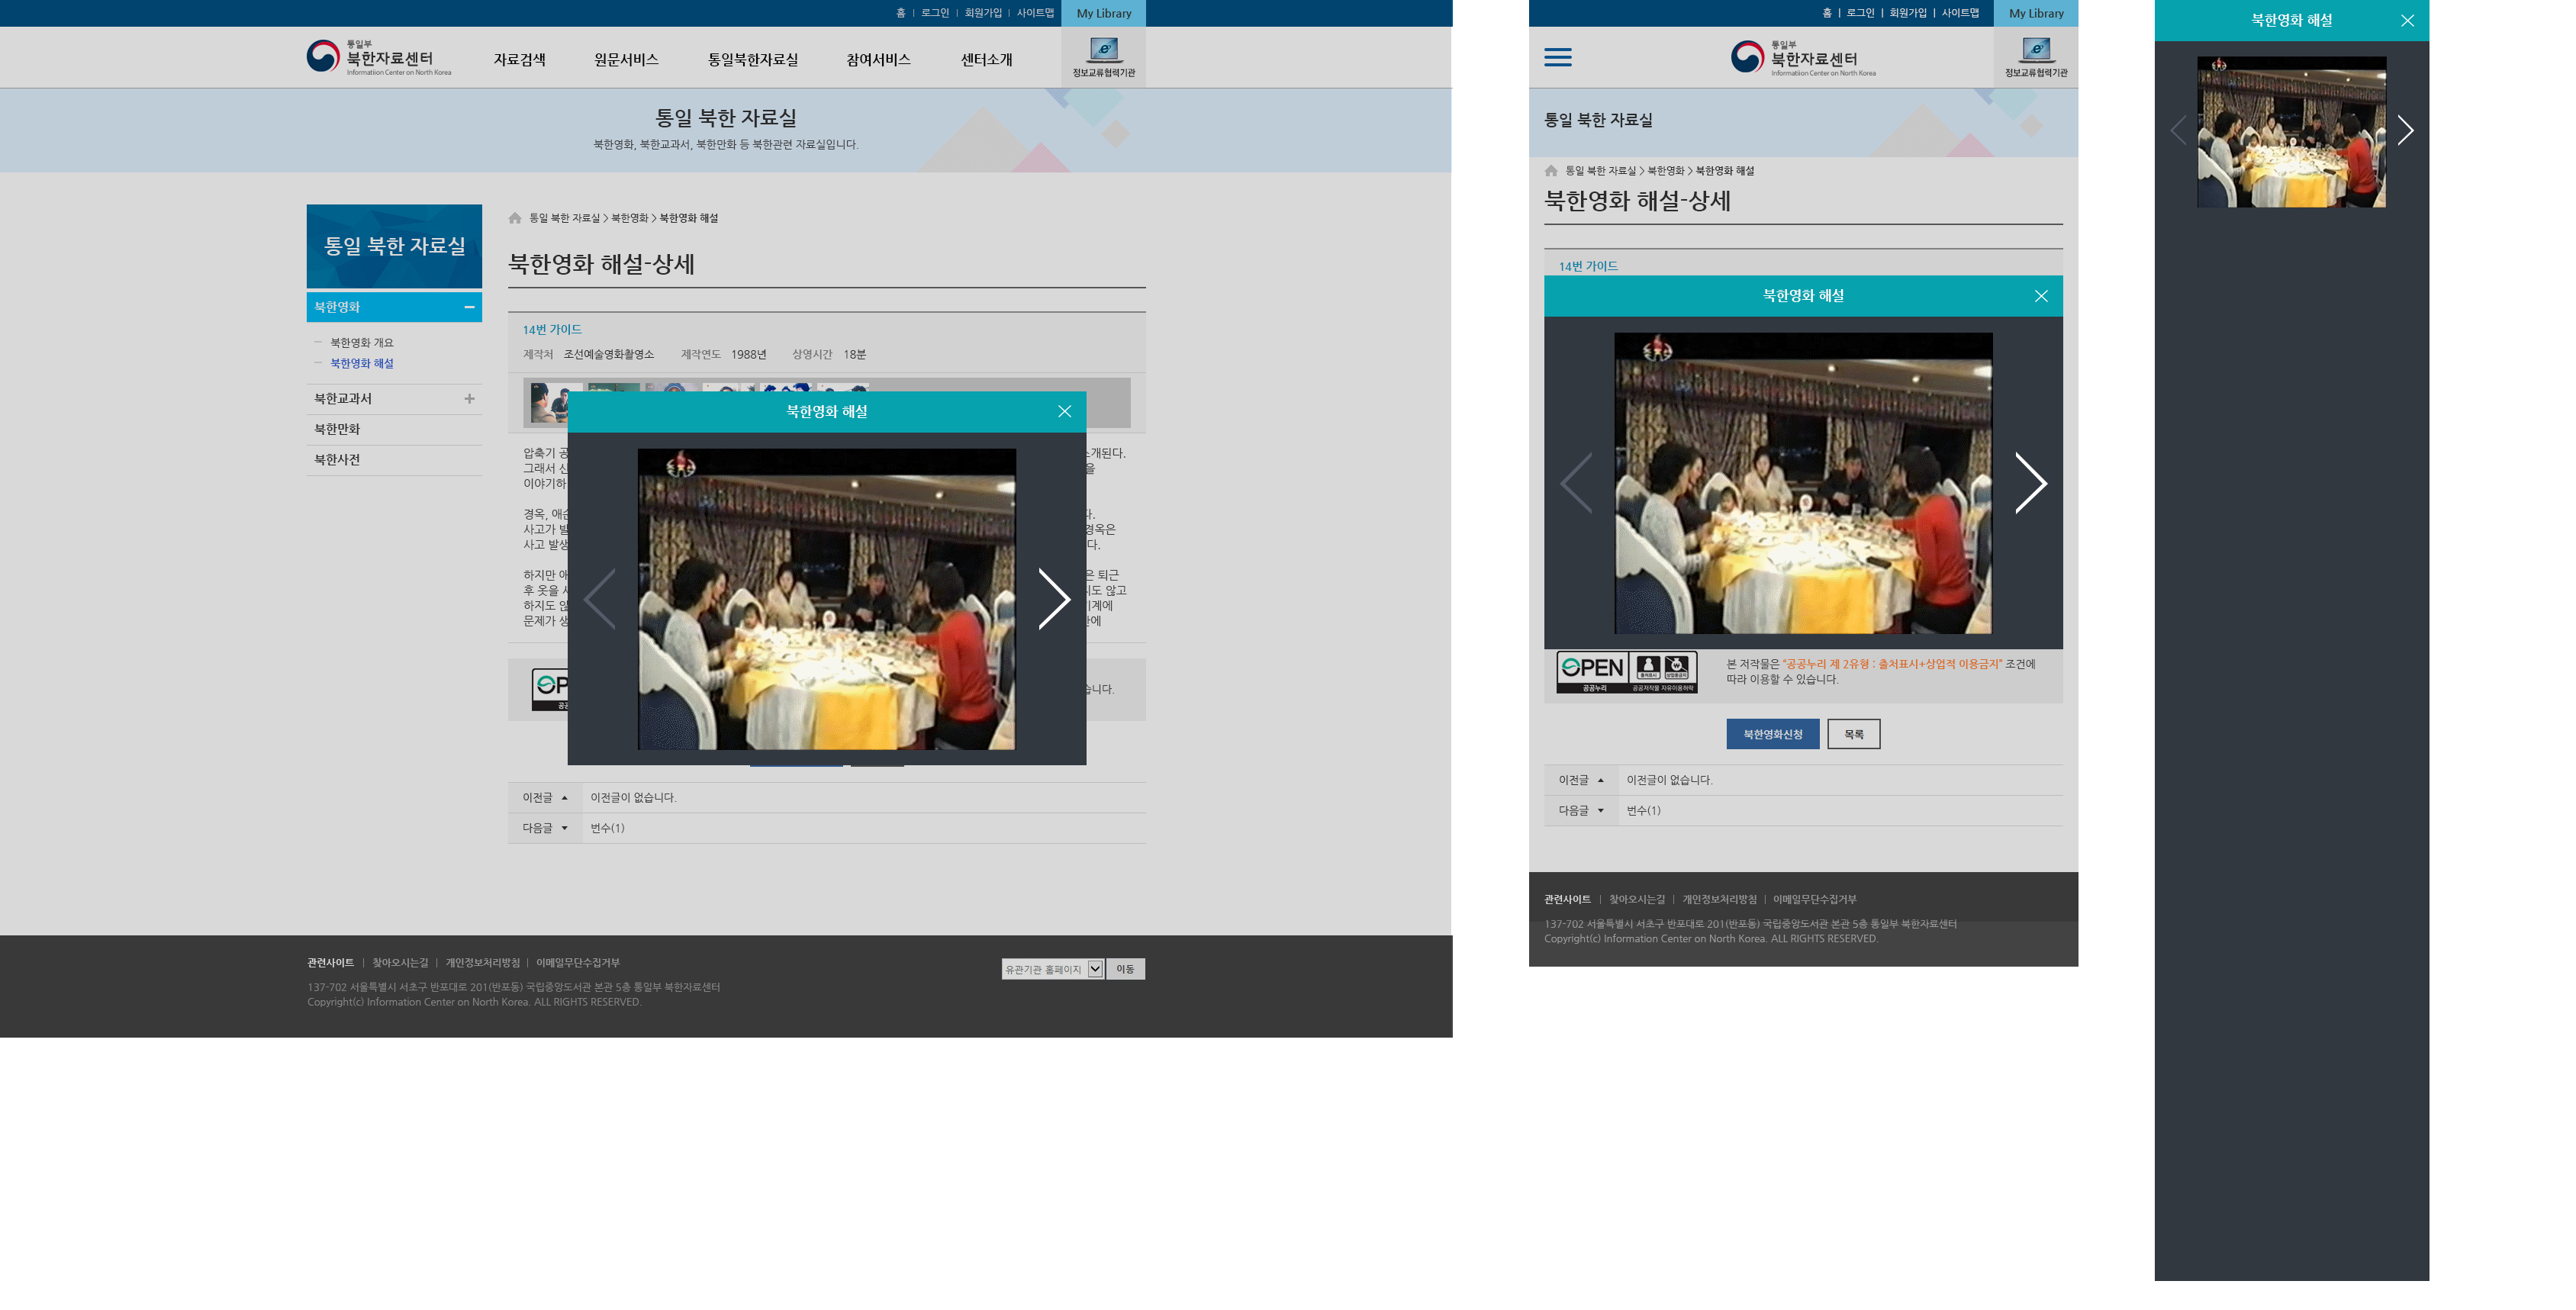 홈 | 로그인 | 회원가입 | 사이트맵 My Library
통일부
북한자료센터
Informatiion Center on North Korea
자료검색 원문서비스 통일북한자료실 참여서비스 센터소개
정보교류협력기관
통일 북한 자료실
북한영화, 북한교과서, 북한만화 등 북한관련 자료실입니다.
통일 북한 자료실
북한영화
북한영화 개요
북한영화 해설
북한교과서
북한만화
북한사전
통일 북한 자료실 > 북한영화 > 북한영화 해설
북한영화 해설-상세
14번 가이드
제작처 조선예술영화촬영소 제작연도 1988년 상영시간 18분
북한영화 해설
압축기 공
소개된다.
그래서 신
을
이야기하
경옥, 애순
다.
사고가 발
경옥은
사고 발생
다.
하지만 애
은 퇴근
후 옷을 
지도 않고
하지도 않
기계에
문제가 생
습니다.
이전글 이전글이 없습니다.
다음글 번수(1)
관련사이트 | 찾아오시는길 | 개인정보처리방침 | 이메일무단수집거부
137-702 서울특별시 서초구 반포대로 201(반포동) 국립중앙도서관 본관 5층 통일부 북한자료센터
Copyright(c) Information Center on North Korea. ALL RIGHTS RESERVED.
유관기관 홈페이지 이동
홈 | 로그인 | 회원가입 | 사이트맵 My Library
통일부
북한자료센터
Informatiion Center on North Korea
정보교류협력기관
통일 북한 자료실
통일 북한 자료실 > 북한영화 > 북한영화 해설
북한영화 해설-상세
14번 가이드
북한영화 해설
OPEN
공공누리 공공저작물 자유이용허락
본 저작물은 “공공누리 제 2유형 : 출처표시+상업적 이용금지” 조건에
따라 이용할 수 있습니다.
북한영화신청 목록
이전글 이전글이 없습니다.
다음글 번수(1)
관련사이트 | 찾아오시는길 | 개인정보처리방침 | 이메일무단수집거부
137-702 서울특별시 서초구 반포대로 201(반포동) 국립중앙도서관 본관 5층 통일부 북한자료센터
Copyright(c) Information Center on North Korea. ALL RIGHTS RESERVED.
북한영화 해설